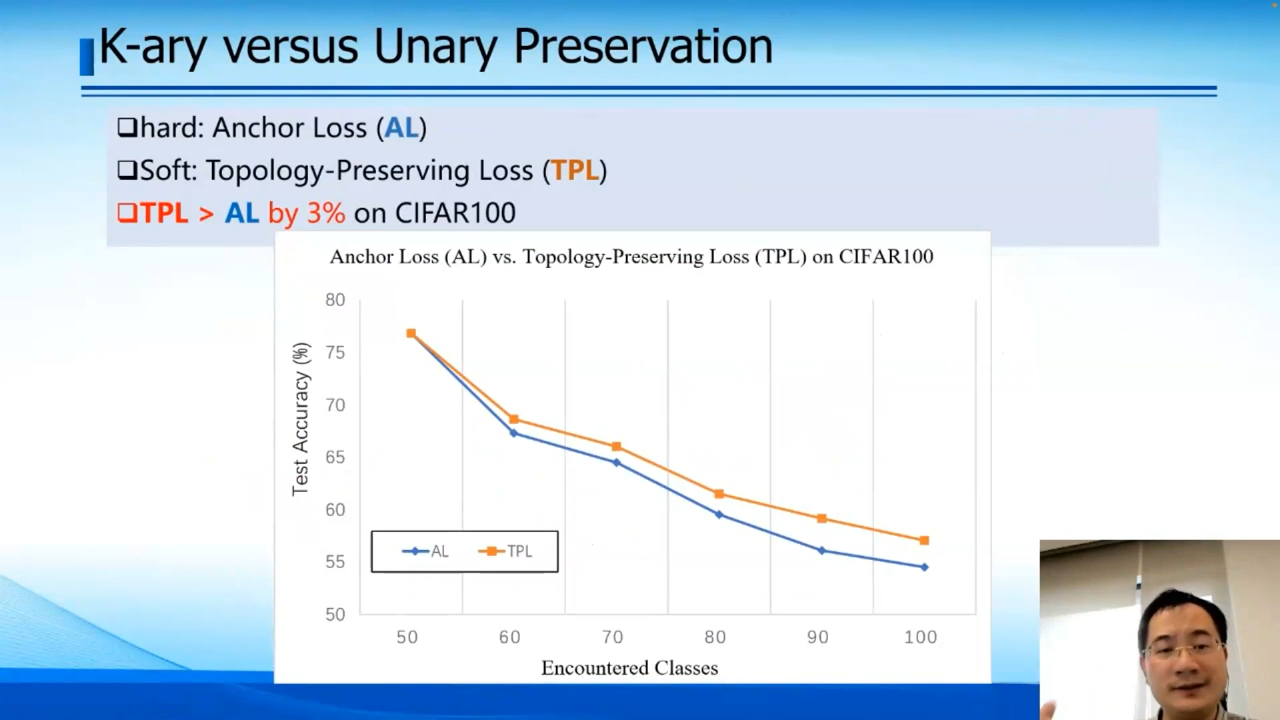 K-ary versus Unary Preservation
hard: Anchor Loss (AL)
Soft: Topology-Preserving Loss (TPL)
TPL > AL by 3% on CIFAR100
Anchor Loss (AL) vs. Topology-Preserving Loss (TPL) on CIFAR100
80
75
70
65
60
55
50
Test Accuracy (%)
AL TPL
50 60 70 80 90 100
Encountered Classes